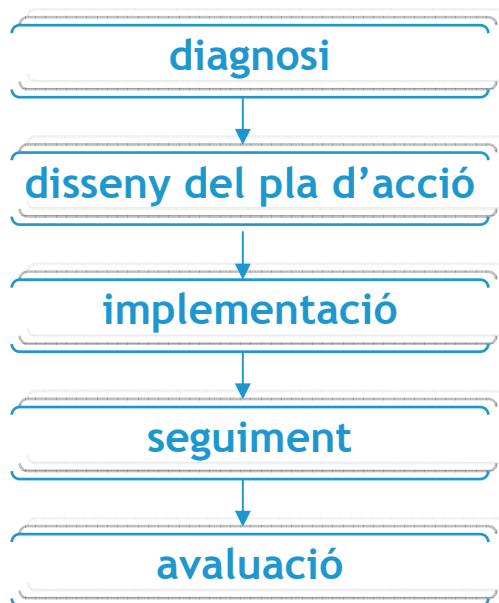 diagnosi
disseny del pla d’acció
implementació
seguiment
avaluació